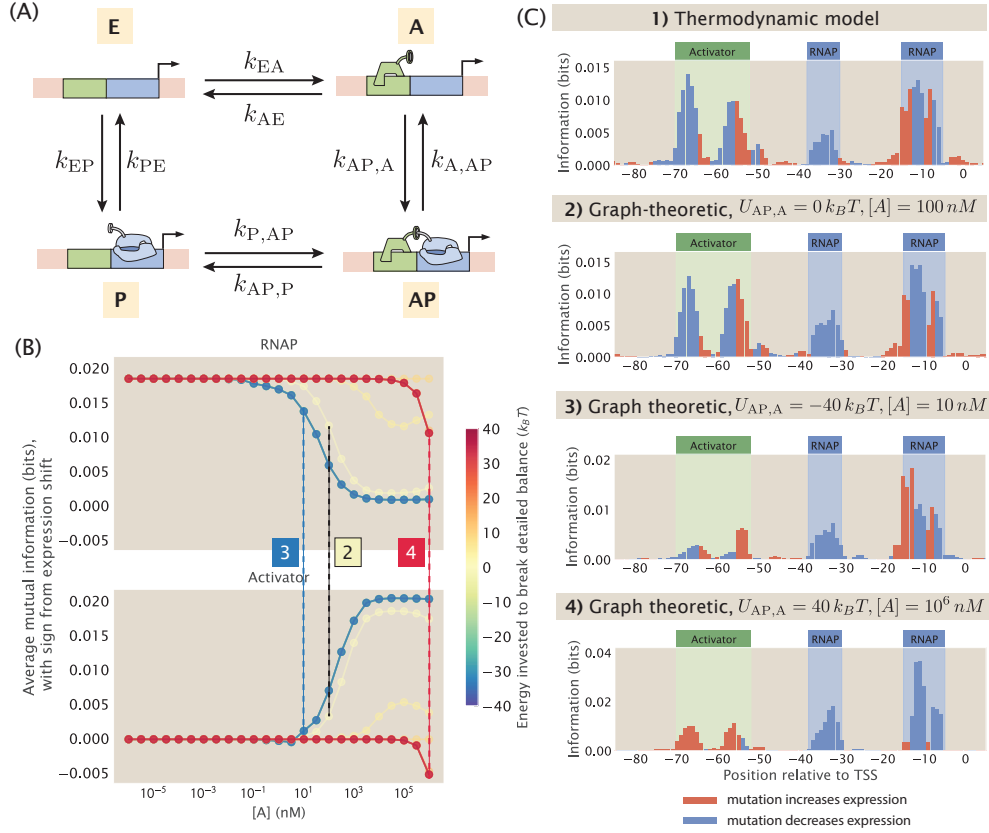 (A)
E
A
k_EA
k_AE
k_EP
k_PE
k_AP,A
k_A,AP
k_P,AP
k_AP,P
P
AP
(B)
RNAP
0.020
0.015
0.010
0.005
0.000
−0.005
3
2
4
Activator
0.020
0.015
0.010
0.005
0.000
−0.005
10⁻⁵ 10⁻³ 10⁻¹ 10¹ 10³ 10⁵
[A] (nM)
Average mutual information (bits),
with sign from expression shift
40
30
20
10
0
−10
−20
−30
−40
Energy invested to break detailed balance (k_BT)
(C)
1) Thermodynamic model
Activator RNAP RNAP
Information (bits)
0.015
0.010
0.005
0.000
−80 −70 −60 −50 −40 −30 −20 −10 0
2) Graph-theoretic, U_AP,A = 0 k_BT, [A] = 100 nM
Activator RNAP RNAP
Information (bits)
0.015
0.010
0.005
0.000
−80 −70 −60 −50 −40 −30 −20 −10 0
3) Graph theoretic, U_AP,A = −40 k_BT, [A] = 10 nM
Activator RNAP RNAP
Information (bits)
0.02
0.01
0.00
−80 −70 −60 −50 −40 −30 −20 −10 0
4) Graph theoretic, U_AP,A = 40 k_BT, [A] = 10⁶ nM
Activator RNAP RNAP
Information (bits)
0.04
0.02
0.00
−80 −70 −60 −50 −40 −30 −20 −10 0
Position relative to TSS
mutation increases expression
mutation decreases expression